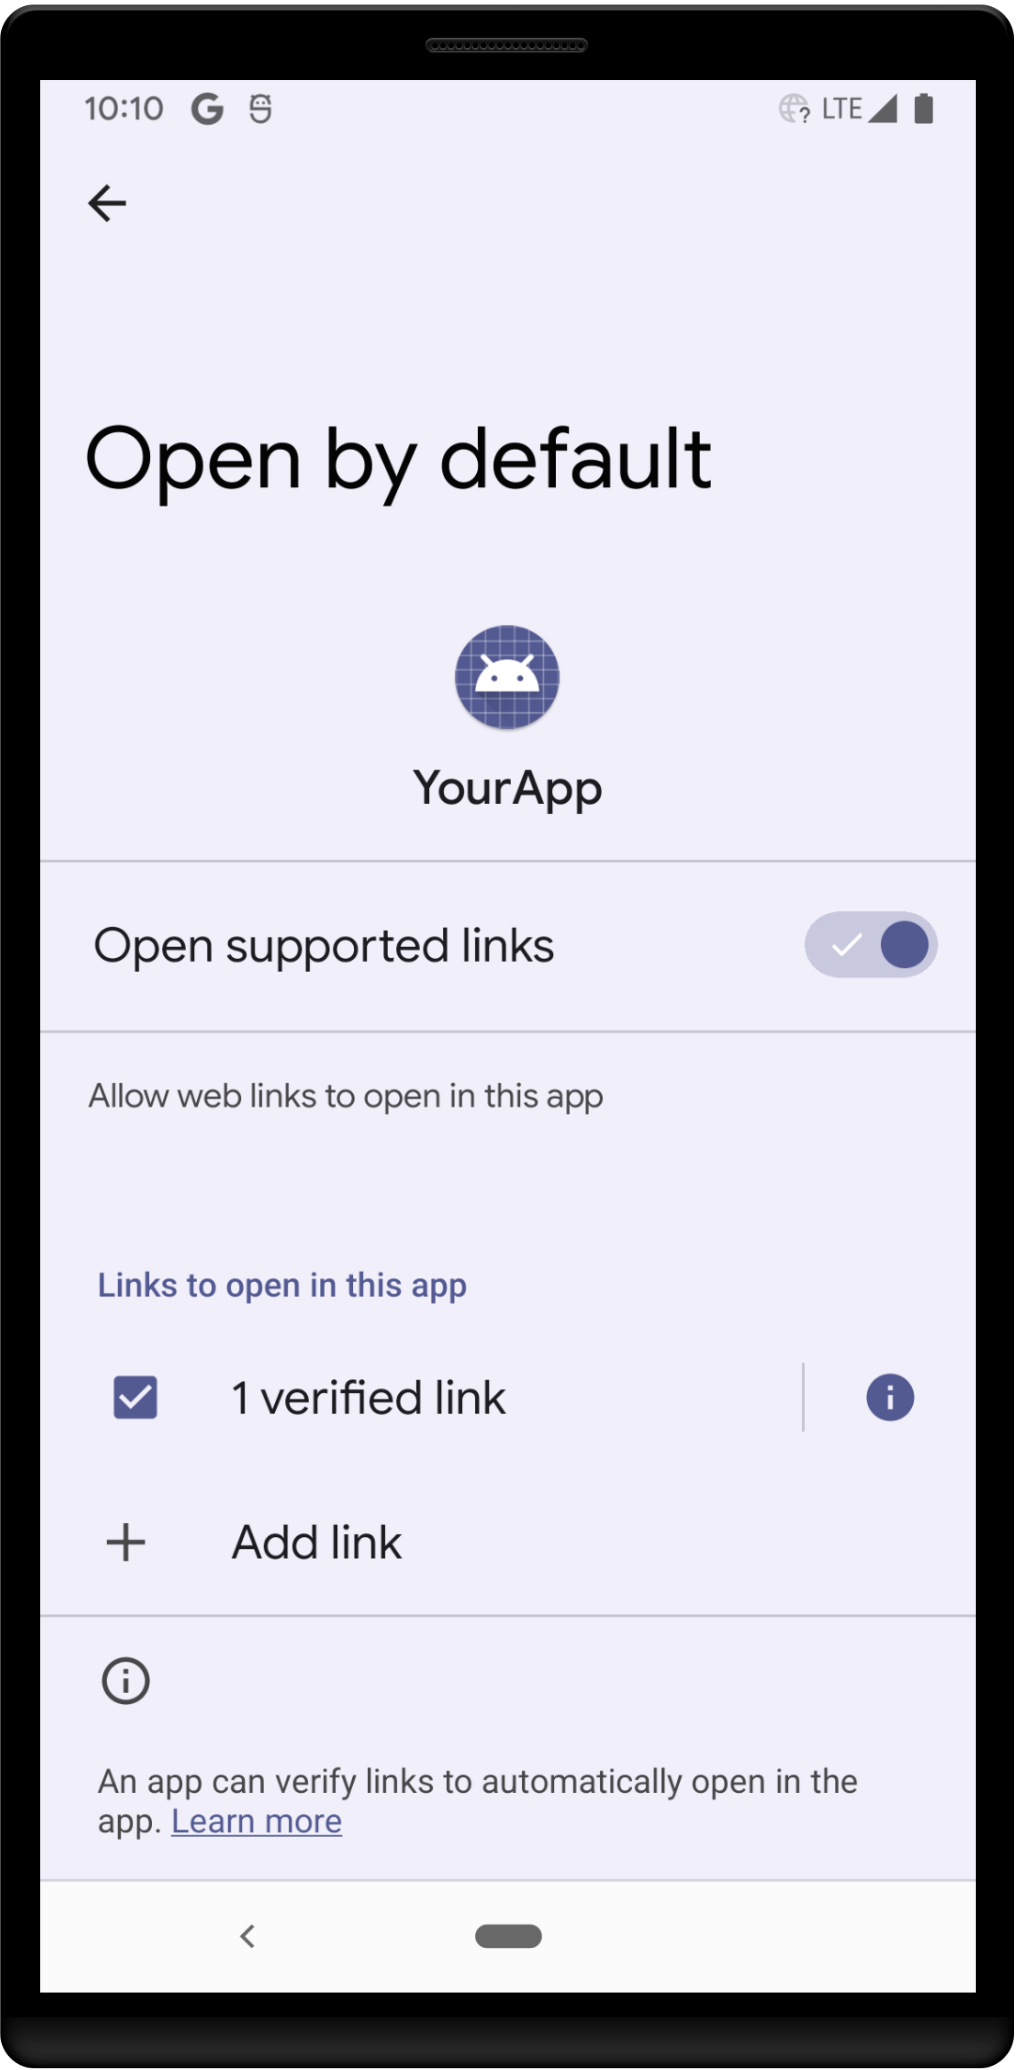 10:10 G LTE
Open by default
YourApp
Open supported links
Allow web links to open in this app
Links to open in this app
1 verified link
Add link
An app can verify links to automatically open in the
app. Learn more